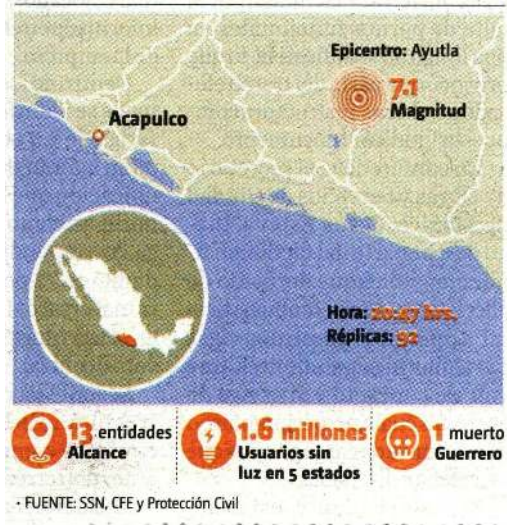 Epicentro: Ayutla
7.1
Magnitud
Acapulco
Hora: 20:47 hrs.
Réplicas: 92
13 entidades
Alcance
1.6 millones
Usuarios sin
luz en 5 estados
1 muerto
Guerrero
• FUENTE: SSN, CFE y Protección Civil